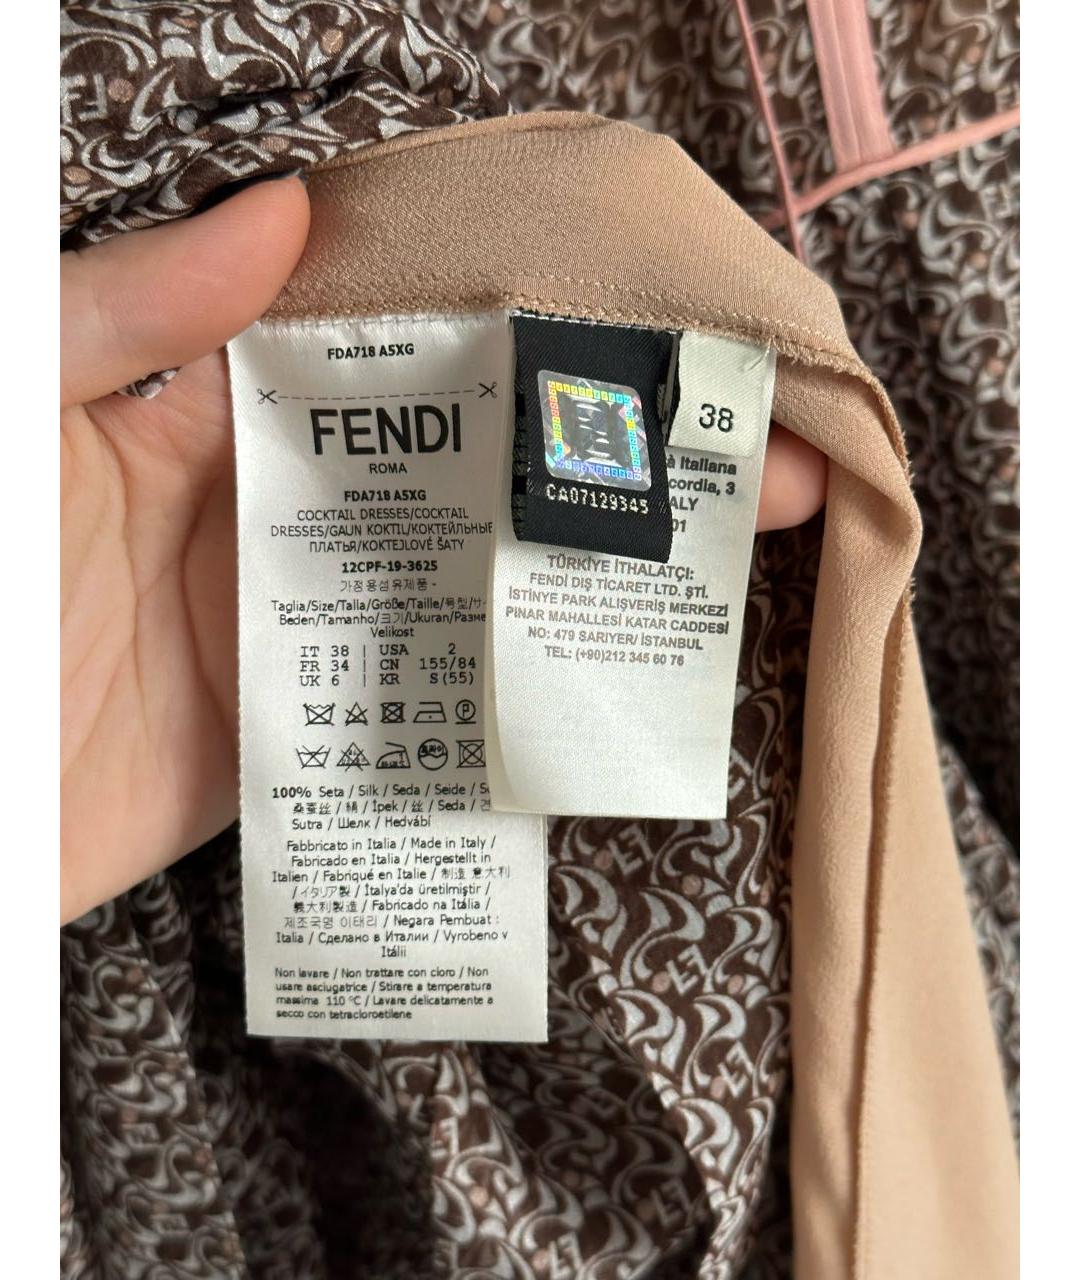 FDA718 A5XG
FENDI
ROMA
FDA718 A5XG
COCKTAIL DRESSES/COCKTAIL
DRESSES/GAUN KOKTIL/КОКТЕЙЛЬНЫЕ
ПЛАТЬЯ/KOKTEJLOVÉ ŠATY
12CPF-19-3625
가정용섬유제품 -
Taglia/Size/Talla/Größe/Taille/号型/サ
Beden/Tamanho/크기/Ukuran/Разме
Velikost
IT 38 | USA 2
FR 34 | CN 155/84
UK 6 | KR S(55)
100% Seta / Silk / Seda / Seide /
桑蚕丝 / 絹 / İpek / 丝 / Seda /
Sutra / Шелк / Hedvábí
Fabbricato in Italia / Made in Italy /
Fabricado en Italia / Hergestellt in
Italien / Fabriqué en Italie / 制造 意大利
/ イタリア製 / İtalya'da üretilmiştir /
義大利製造 / Fabricado na Itália /
제조국명 이태리 / Negara Pembuat :
Italia / Сделано в Италии / Vyrobeno v
Itálii
Non lavare / Non trattare con cloro / Non
usare asciugatrice / Stirare a temperatura
massima 110 °C / Lavare delicatamente a
secco con tetracloroetilene
CA07129345
38
à Italiana
cordia, 3
ALY
01
TÜRKİYE İTHALATÇI:
FENDİ DIŞ TİCARET LTD. ŞTİ.
İSTİNYE PARK ALIŞVERİŞ MERKEZİ
PINAR MAHALLESİ KATAR CADDESİ
NO: 479 SARIYER/ İSTANBUL
TEL: (+90)212 345 60 76